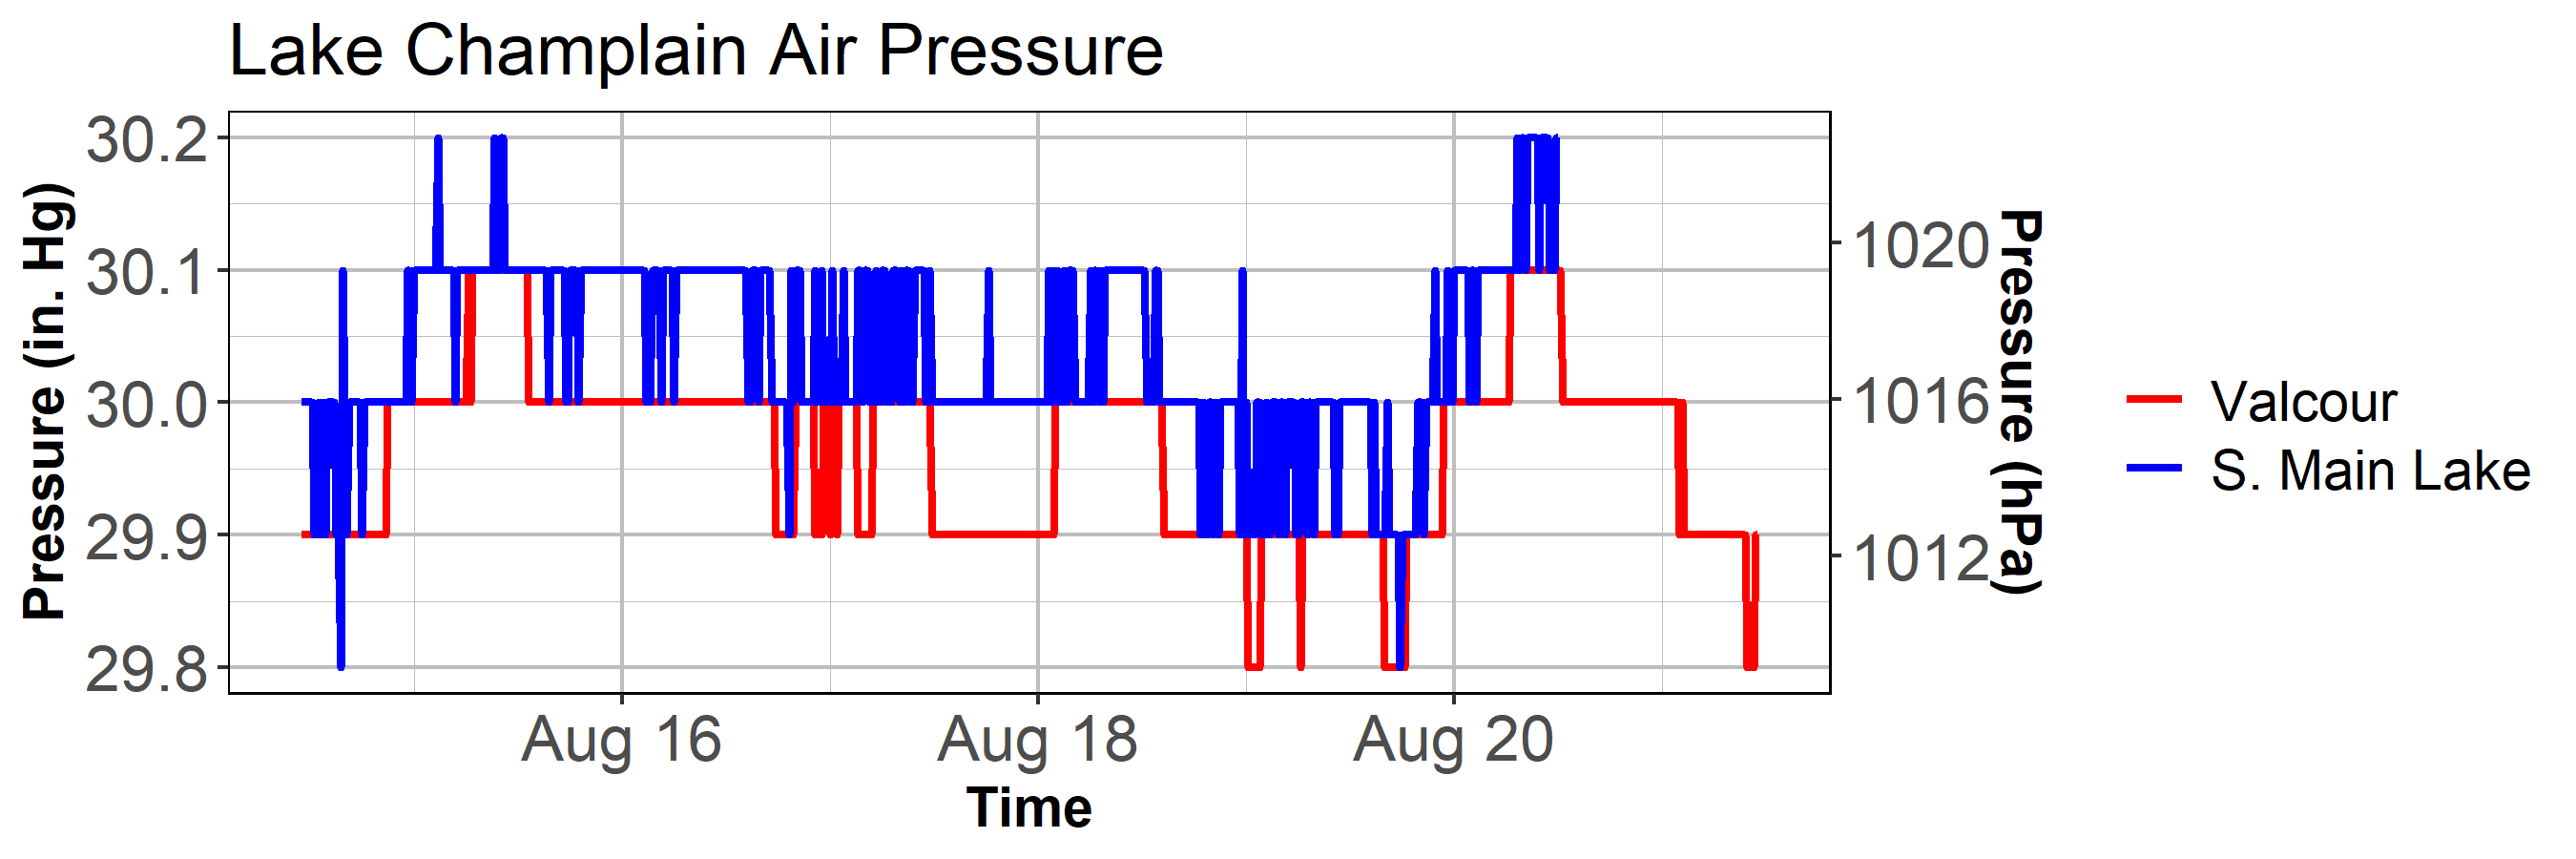 Lake Champlain Air Pressure
30.2
30.1
30.0
29.9
29.8
Pressure (in. Hg)
1020
1016
1012
Pressure (hPa)
Aug 16
Aug 18
Aug 20
Time
Valcour
S. Main Lake